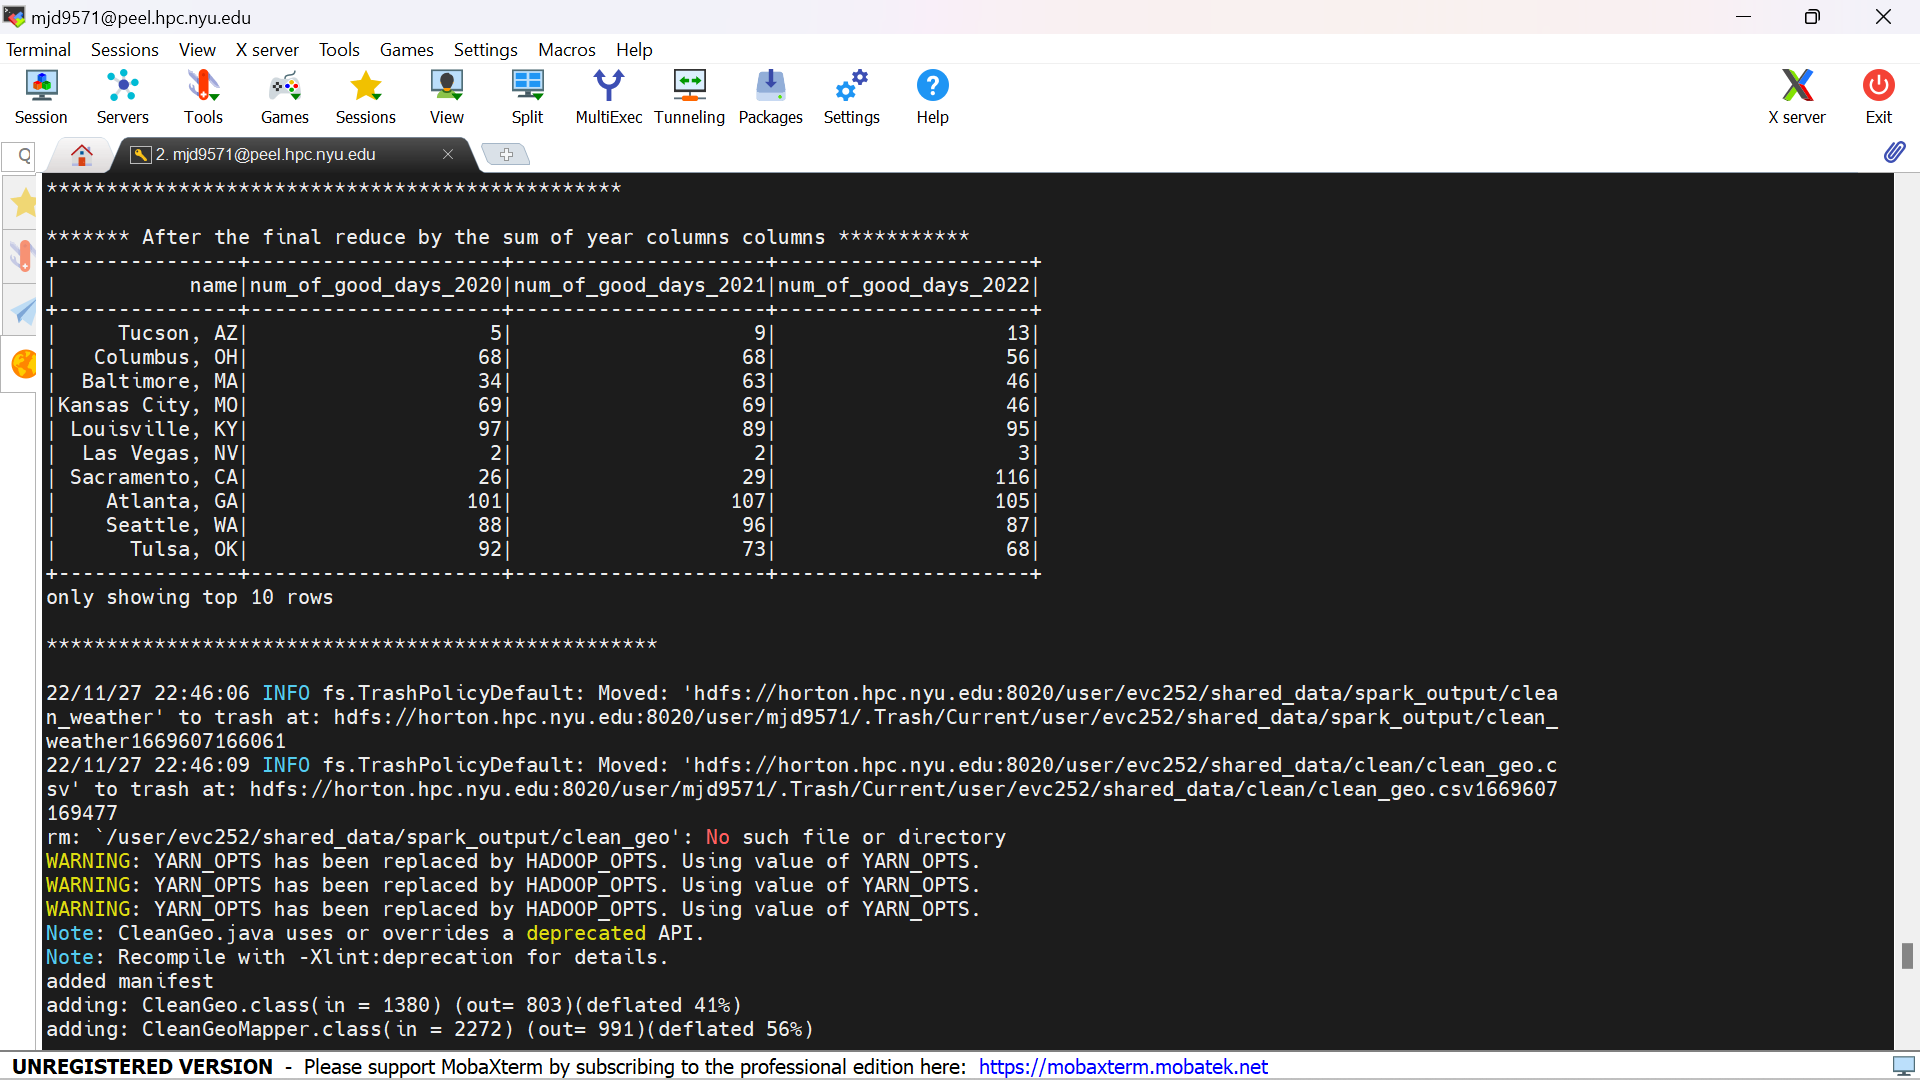 mjd9571@peel.hpc.nyu.edu
Terminal Sessions View X server Tools Games Settings Macros Help
Session Servers Tools Games Sessions View Split MultiExec Tunneling Packages Settings Help X server Exit
2. mjd9571@peel.hpc.nyu.edu
************************************************
******* After the final reduce by the sum of year columns columns ***********
+---------------+---------------------+---------------------+---------------------+
|           name|num_of_good_days_2020|num_of_good_days_2021|num_of_good_days_2022|
+---------------+---------------------+---------------------+---------------------+
|     Tucson, AZ|                    5|                    9|                   13|
|   Columbus, OH|                   68|                   68|                   56|
|  Baltimore, MA|                   34|                   63|                   46|
|Kansas City, MO|                   69|                   69|                   46|
| Louisville, KY|                   97|                   89|                   95|
|  Las Vegas, NV|                    2|                    2|                    3|
| Sacramento, CA|                   26|                   29|                  116|
|    Atlanta, GA|                  101|                  107|                  105|
|    Seattle, WA|                   88|                   96|                   87|
|      Tulsa, OK|                   92|                   73|                   68|
+---------------+---------------------+---------------------+---------------------+
only showing top 10 rows
***************************************************
22/11/27 22:46:06 INFO fs.TrashPolicyDefault: Moved: 'hdfs://horton.hpc.nyu.edu:8020/user/evc252/shared_data/spark_output/clea
n_weather' to trash at: hdfs://horton.hpc.nyu.edu:8020/user/mjd9571/.Trash/Current/user/evc252/shared_data/spark_output/clean_
weather1669607166061
22/11/27 22:46:09 INFO fs.TrashPolicyDefault: Moved: 'hdfs://horton.hpc.nyu.edu:8020/user/evc252/shared_data/clean/clean_geo.c
sv' to trash at: hdfs://horton.hpc.nyu.edu:8020/user/mjd9571/.Trash/Current/user/evc252/shared_data/clean/clean_geo.csv1669607
169477
rm: `/user/evc252/shared_data/spark_output/clean_geo': No such file or directory
WARNING: YARN_OPTS has been replaced by HADOOP_OPTS. Using value of YARN_OPTS.
WARNING: YARN_OPTS has been replaced by HADOOP_OPTS. Using value of YARN_OPTS.
WARNING: YARN_OPTS has been replaced by HADOOP_OPTS. Using value of YARN_OPTS.
Note: CleanGeo.java uses or overrides a deprecated API.
Note: Recompile with -Xlint:deprecation for details.
added manifest
adding: CleanGeo.class(in = 1380) (out= 803)(deflated 41%)
adding: CleanGeoMapper.class(in = 2272) (out= 991)(deflated 56%)
UNREGISTERED VERSION - Please support MobaXterm by subscribing to the professional edition here: https://mobaxterm.mobatek.net